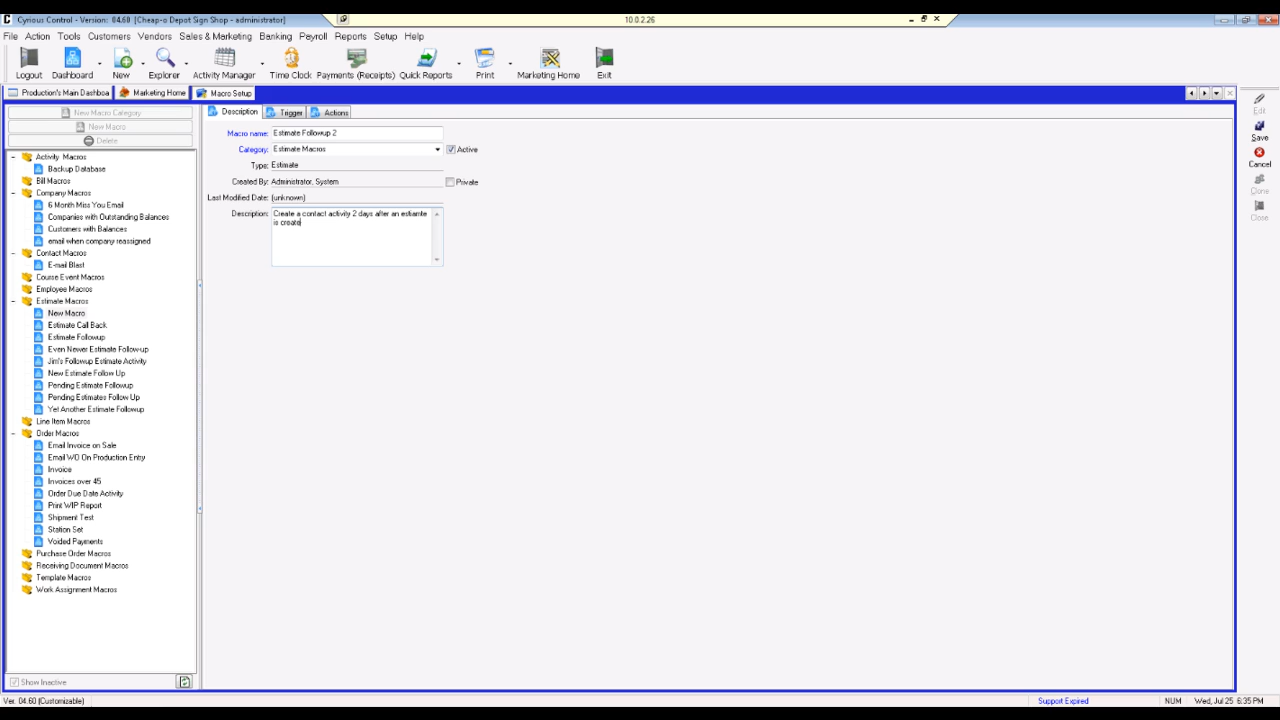 Cyrious Control - Version: 04.60 [Cheap-o Depot Sign Shop - administrator]
10.0.2.26
File Action Tools Customers Vendors Sales & Marketing Banking Payroll Reports Setup Help
Logout Dashboard New Explorer Activity Manager Time Clock Payments (Receipts) Quick Reports Print Marketing Home Exit
Production's Main Dashboa Marketing Home Macro Setup
New Macro Category
New Macro
Delete
Activity Macros
Backup Database
Bill Macros
Company Macros
6 Month Miss You Email
Companies with Outstanding Balances
Customers with Balances
email when company reassigned
Contact Macros
E-mail Blast
Course Event Macros
Employee Macros
Estimate Macros
New Macro
Estimate Call Back
Estimate Followup
Even Newer Estimate Follow-up
Jim's Followup Estimate Activity
New Estimate Follow Up
Pending Estimate Followup
Pending Estimates Follow Up
Yet Another Estimate Followup
Line Item Macros
Order Macros
Email Invoice on Sale
Email WO On Production Entry
Invoice
Invoices over 45
Order Due Date Activity
Print WIP Report
Shipment Test
Station Set
Voided Payments
Purchase Order Macros
Receiving Document Macros
Template Macros
Work Assignment Macros
Show Inactive
Description Trigger Actions
Macro name: Estimate Followup 2
Category: Estimate Macros Active
Type: Estimate
Created By: Administrator, System Private
Last Modified Date: (unknown)
Description: Create a contact activity 2 days after an estiamte
is create
Edit
Save
Cancel
Clone
Close
Ver. 04.60 (Customizable) Support Expired NUM Wed, Jul 25 6:35 PM